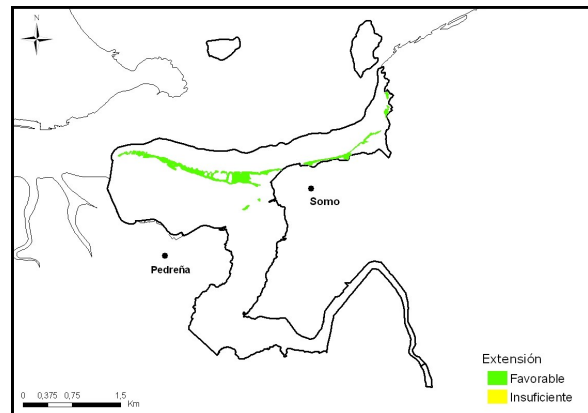 N
Somo
Pedreña
Extensión
Favorable
Insuficiente
0 0,375 0,75 1,5
Km